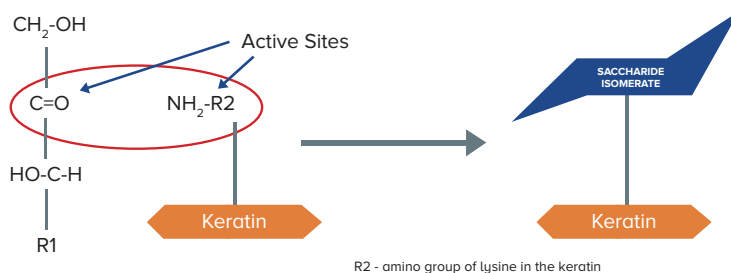 CH2-OH
Active Sites
C=O
NH2-R2
HO-C-H
R1
Keratin
SACCHARIDE
ISOMERATE
Keratin
R2 - amino group of lysine in the keratin